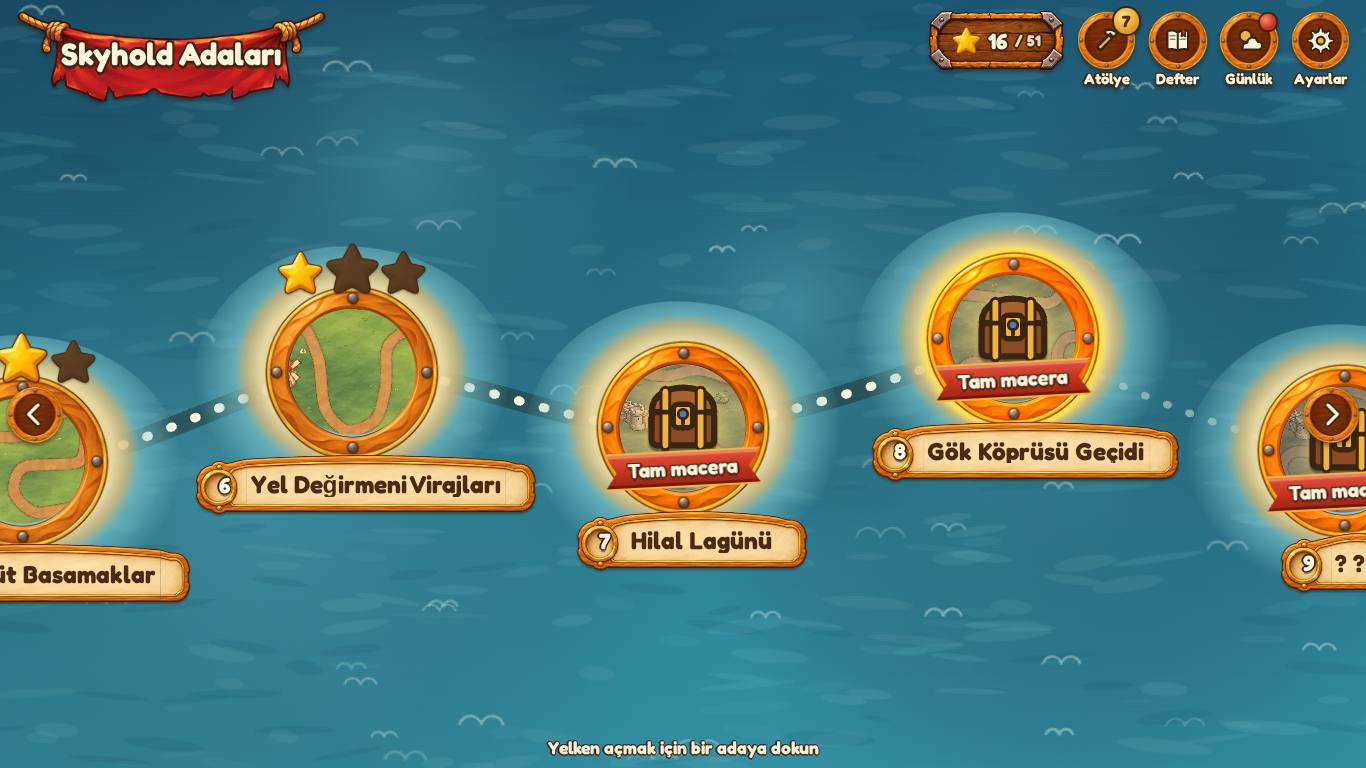 Skyhold Adaları
16 / 51
7
Atölye
Defter
Günlük
Ayarlar
Basamaklar
6 Yel Değirmeni Virajları
Tam macera
7 Hilal Lagünü
Tam macera
8 Gök Köprüsü Geçidi
Tam
9 ? ?
Yelken açmak için bir adaya dokun